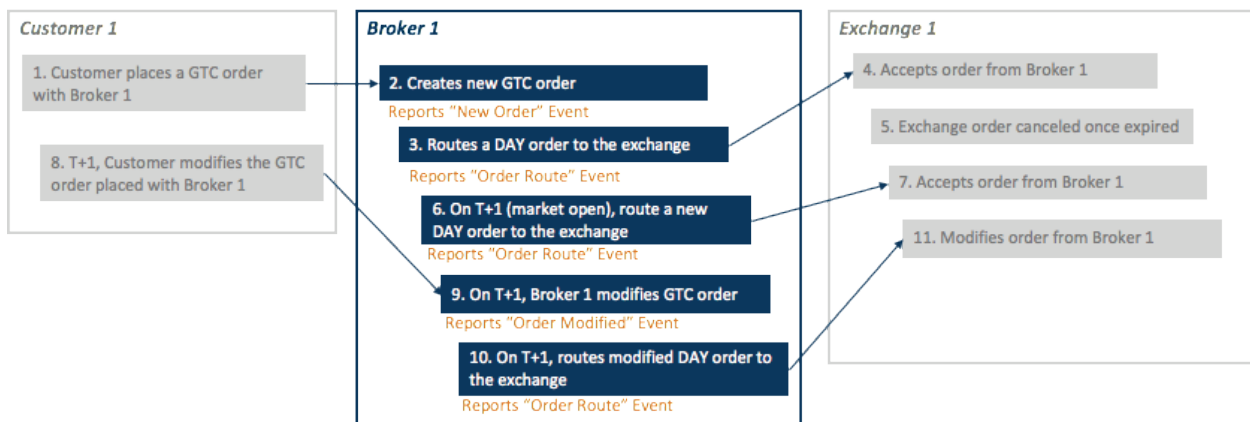 Customer 1
1. Customer places a GTC order
with Broker 1
8. T+1, Customer modifies the GTC
order placed with Broker 1
Broker 1
2. Creates new GTC order
Reports "New Order" Event
3. Routes a DAY order to the exchange
Reports "Order Route" Event
6. On T+1 (market open), route a new
DAY order to the exchange
Reports "Order Route" Event
9. On T+1, Broker 1 modifies GTC order
Reports "Order Modified" Event
10. On T+1, routes modified DAY order to
the exchange
Reports "Order Route" Event
Exchange 1
4. Accepts order from Broker 1
5. Exchange order canceled once expired
7. Accepts order from Broker 1
11. Modifies order from Broker 1